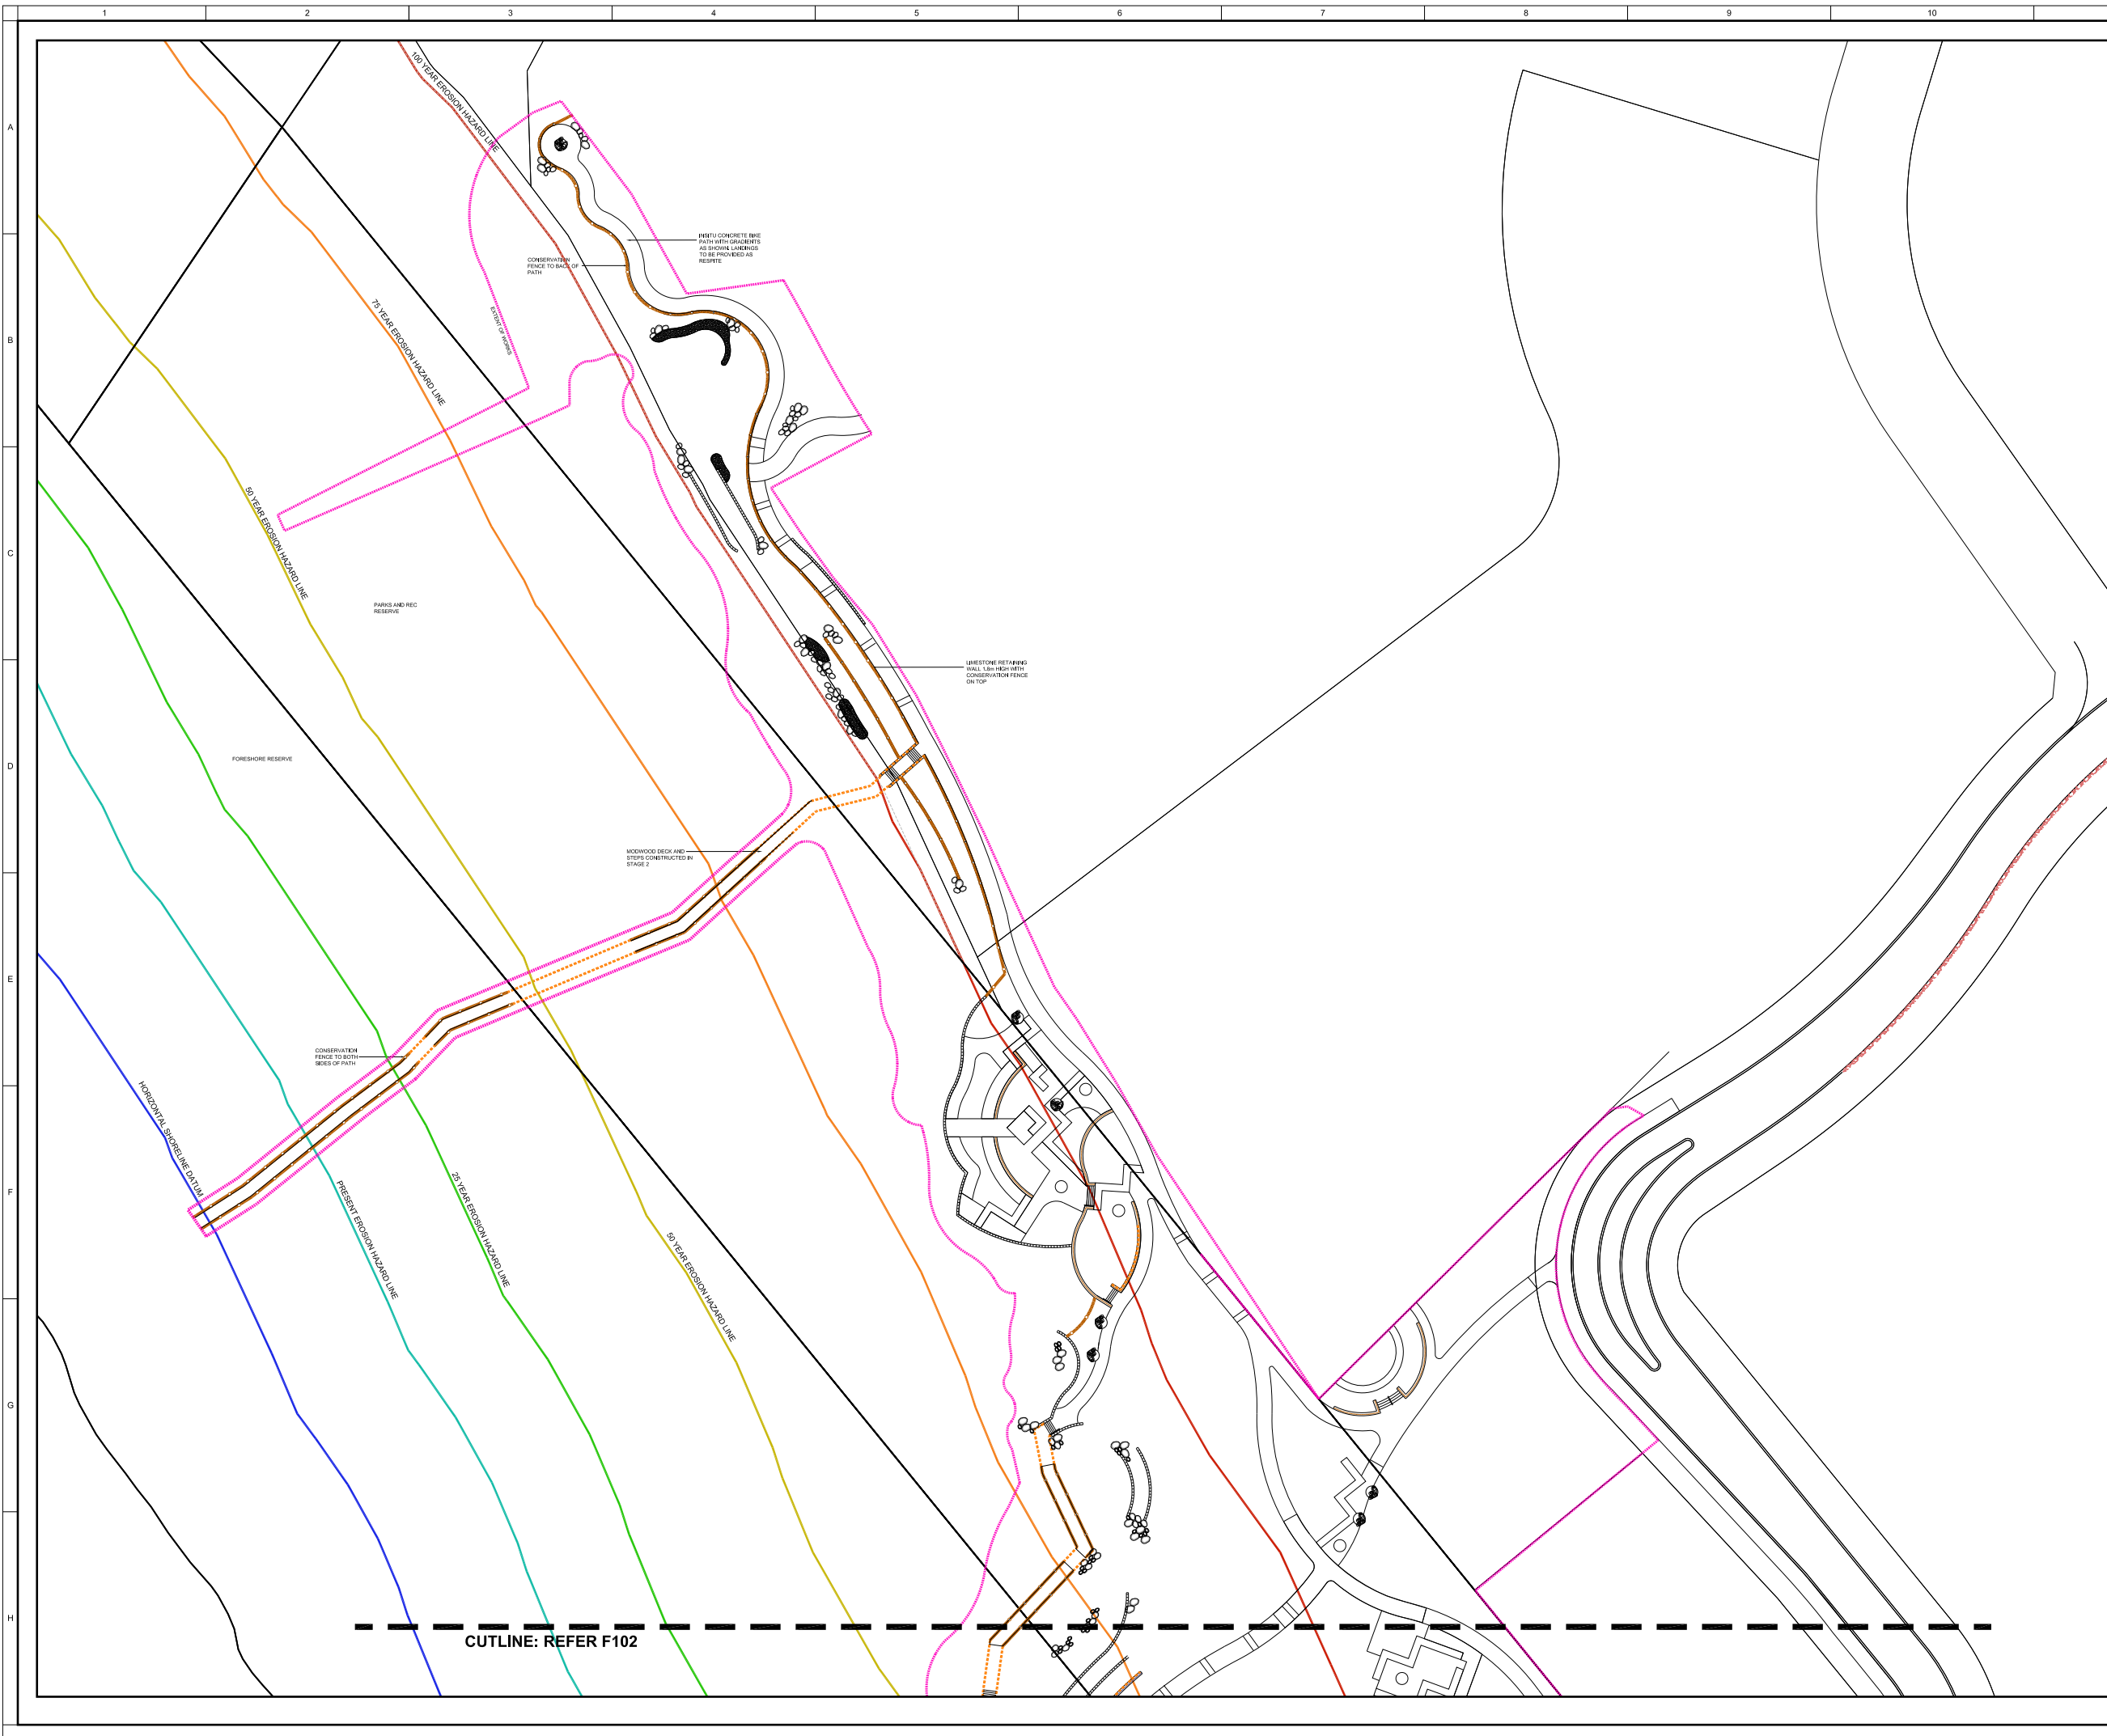 1 2 3 4 5 6 7 8 9 10
A
B
C
D
E
F
G
H
100 YEAR EROSION HAZARD LINE
INSITU CONCRETE BIKE
PATH WITH GRADIENTS
AS SHOWN. LANDINGS
TO BE PROVIDED AS
RESPITE
CONSERVATION
FENCE TO BACK OF
PATH
EXTENT OF WORKS
75 YEAR EROSION HAZARD LINE
50 YEAR EROSION HAZARD LINE
PARKS AND REC
RESERVE
LIMESTONE RETAINING
WALL 1.8m HIGH WITH
CONSERVATION FENCE
ON TOP
FORESHORE RESERVE
MODWOOD DECK AND
STEPS CONSTRUCTED IN
STAGE 2
CONSERVATION
FENCE TO BOTH
SIDES OF PATH
HORIZONTAL SHORELINE DATUM
PRESENT EROSION HAZARD LINE
25 YEAR EROSION HAZARD LINE
50 YEAR EROSION HAZARD LINE
CUTLINE: REFER F102